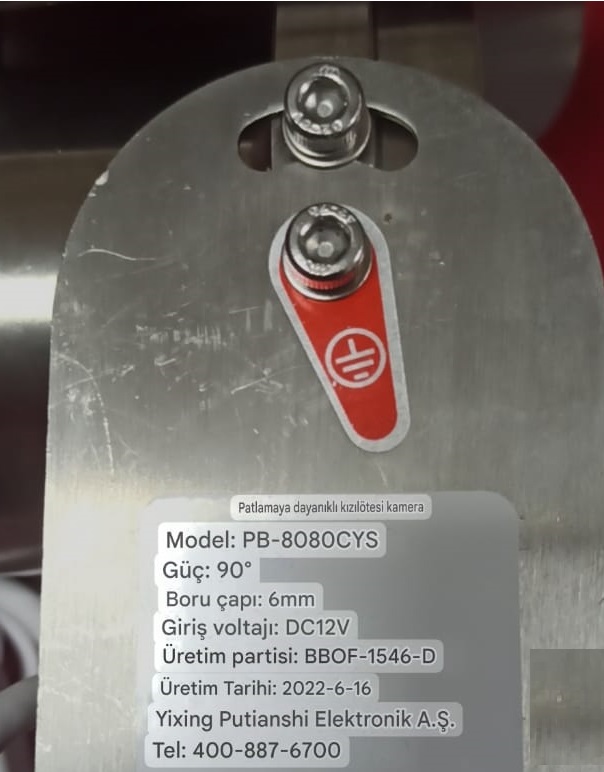 Patlamaya dayanıklı kızılötesi kamera
Model: PB-8080CYS
Güç: 90°
Boru çapı: 6mm
Giriş voltajı: DC12V
Üretim partisi: BBOF-1546-D
Üretim Tarihi: 2022-6-16
Yixing Putianshi Elektronik A.Ş.
Tel: 400-887-6700